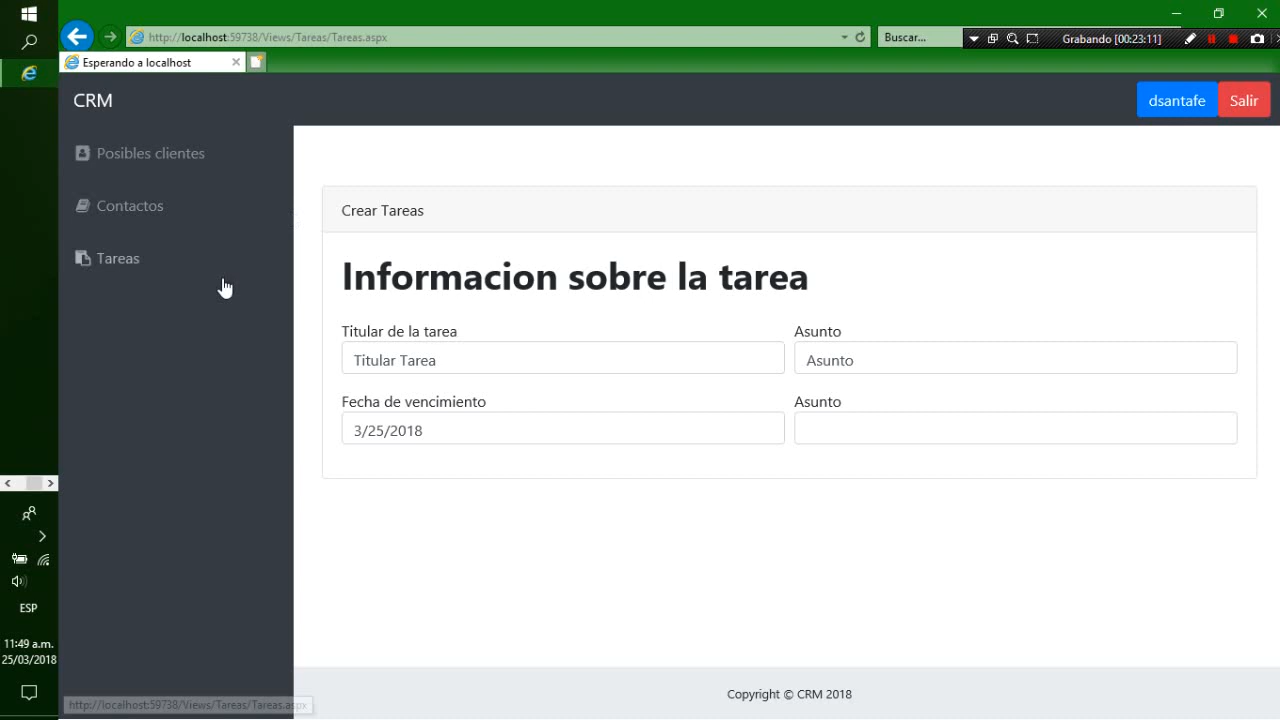 http://localhost:59738/Views/Tareas/Tareas.aspx
Buscar...
Grabando [00:23:11]
Esperando a localhost
CRM
dsantafe
Salir
Posibles clientes
Contactos
Tareas
Crear Tareas
Informacion sobre la tarea
Titular de la tarea
Asunto
Titular Tarea
Asunto
Fecha de vencimiento
Asunto
3/25/2018
ESP
11:49 a.m.
25/03/2018
Copyright © CRM 2018
http://localhost:59738/Views/Tareas/Tareas.aspx